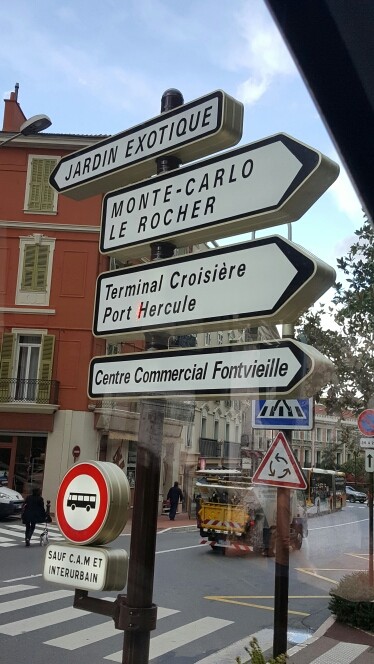 JARDIN EXOTIQUE
MONTE-CARLO
LE ROCHER
Terminal Croisière
Port Hercule
Centre Commercial Fontvieille
SAUF C.A.M ET
INTERURBAIN